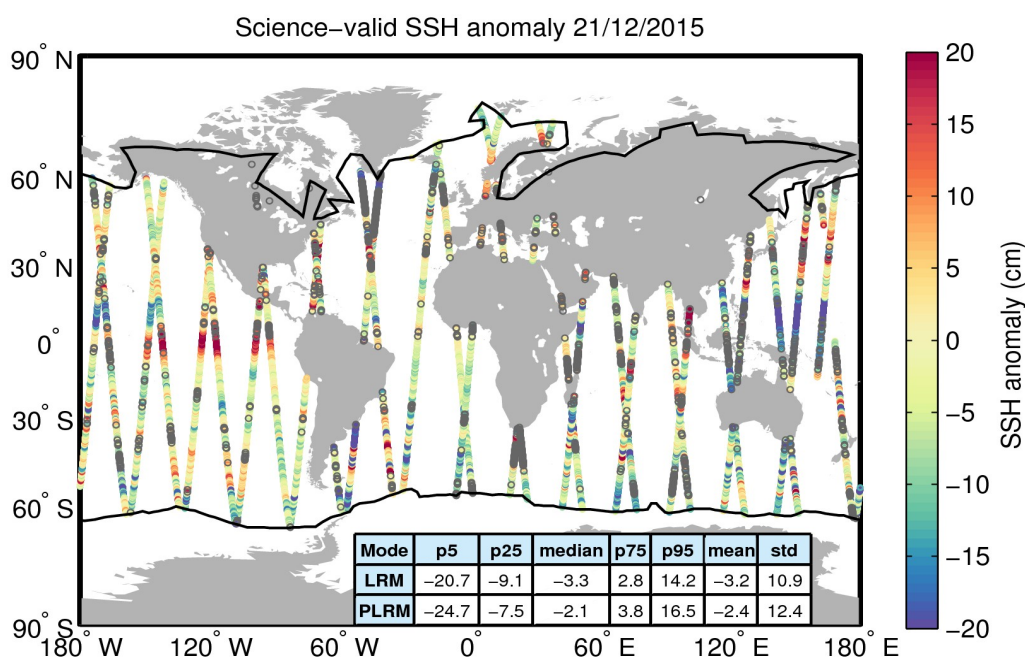 Science−valid SSH anomaly 21/12/2015
90° N
60° N
30° N
0°
30° S
60° S
90° S
180° W
120° W
60° W
0°
60° E
120° E
180° E
Mode p5 p25 median p75 p95 mean std
LRM −20.7 −9.1 −3.3 2.8 14.2 −3.2 10.9
PLRM −24.7 −7.5 −2.1 3.8 16.5 −2.4 12.4
20
15
10
5
0
−5
−10
−15
−20
SSH anomaly (cm)